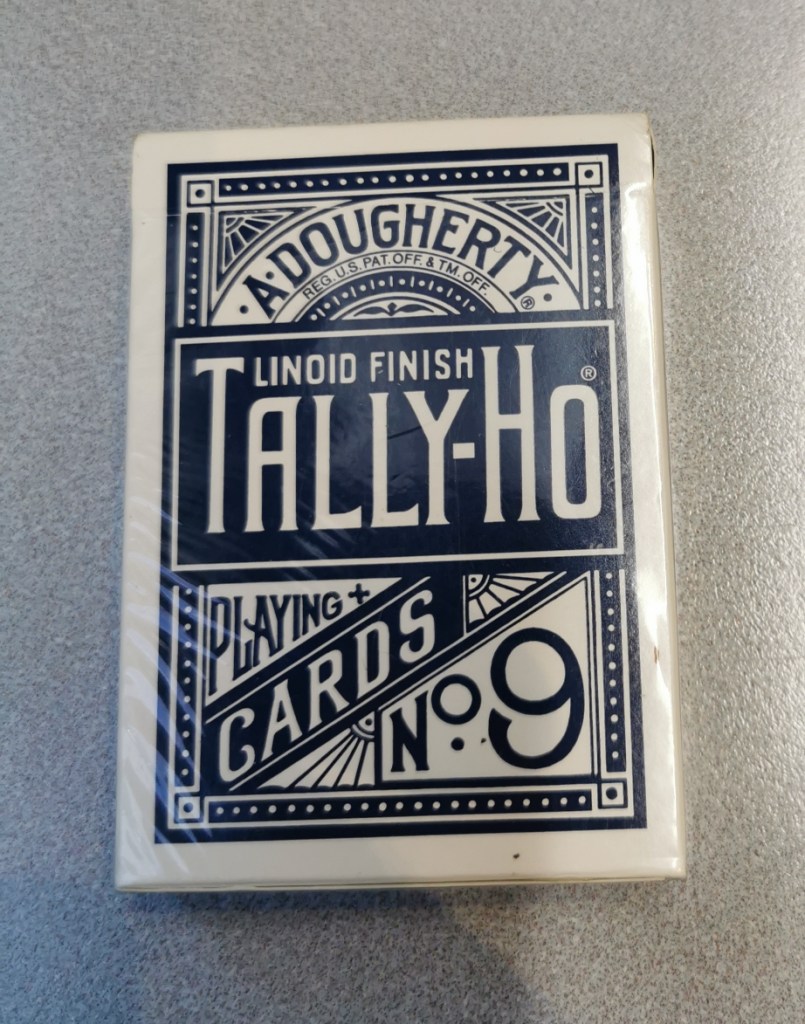 A·DOUGHERTY®
REG. U.S. PAT. OFF. & TM. OFF.
LINOID FINISH
TALLY-HO®
PLAYING +
CARDS
No. 9